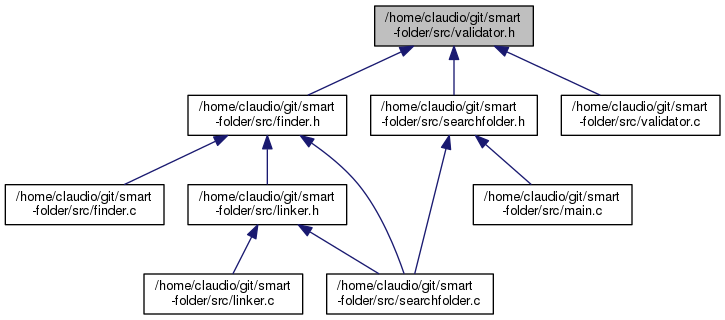 /home/claudio/git/smart
-folder/src/validator.h
/home/claudio/git/smart
-folder/src/finder.h
/home/claudio/git/smart
-folder/src/searchfolder.h
/home/claudio/git/smart
-folder/src/validator.c
/home/claudio/git/smart
-folder/src/finder.c
/home/claudio/git/smart
-folder/src/linker.h
/home/claudio/git/smart
-folder/src/main.c
/home/claudio/git/smart
-folder/src/linker.c
/home/claudio/git/smart
-folder/src/searchfolder.c